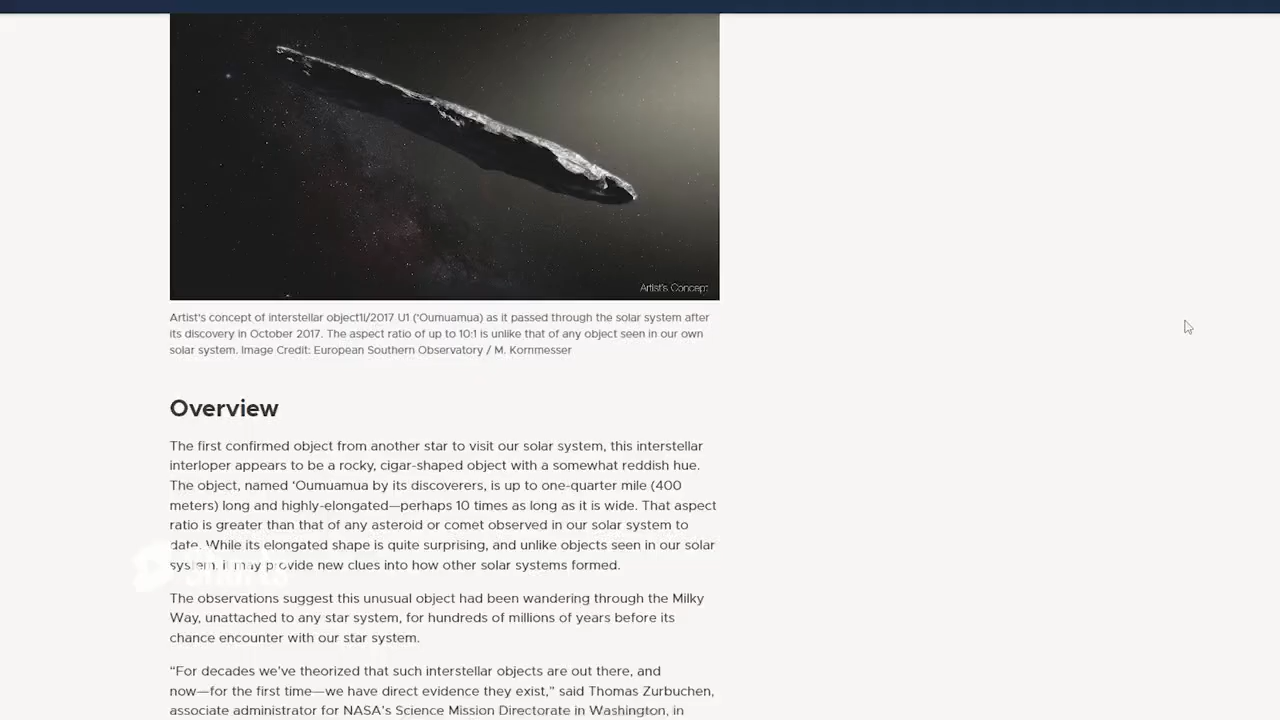 Artist's Concept
Artist's concept of interstellar object1I/2017 U1 ('Oumuamua) as it passed through the solar system after
its discovery in October 2017. The aspect ratio of up to 10:1 is unlike that of any object seen in our own
solar system. Image Credit: European Southern Observatory / M. Kornmesser
Overview
The first confirmed object from another star to visit our solar system, this interstellar
interloper appears to be a rocky, cigar-shaped object with a somewhat reddish hue.
The object, named ‘Oumuamua by its discoverers, is up to one-quarter mile (400
meters) long and highly-elongated—perhaps 10 times as long as it is wide. That aspect
ratio is greater than that of any asteroid or comet observed in our solar system to
date. While its elongated shape is quite surprising, and unlike objects seen in our solar
system, it may provide new clues into how other solar systems formed.
Shorts
The observations suggest this unusual object had been wandering through the Milky
Way, unattached to any star system, for hundreds of millions of years before its
chance encounter with our star system.
“For decades we’ve theorized that such interstellar objects are out there, and
now—for the first time—we have direct evidence they exist,” said Thomas Zurbuchen,
associate administrator for NASA’s Science Mission Directorate in Washington, in